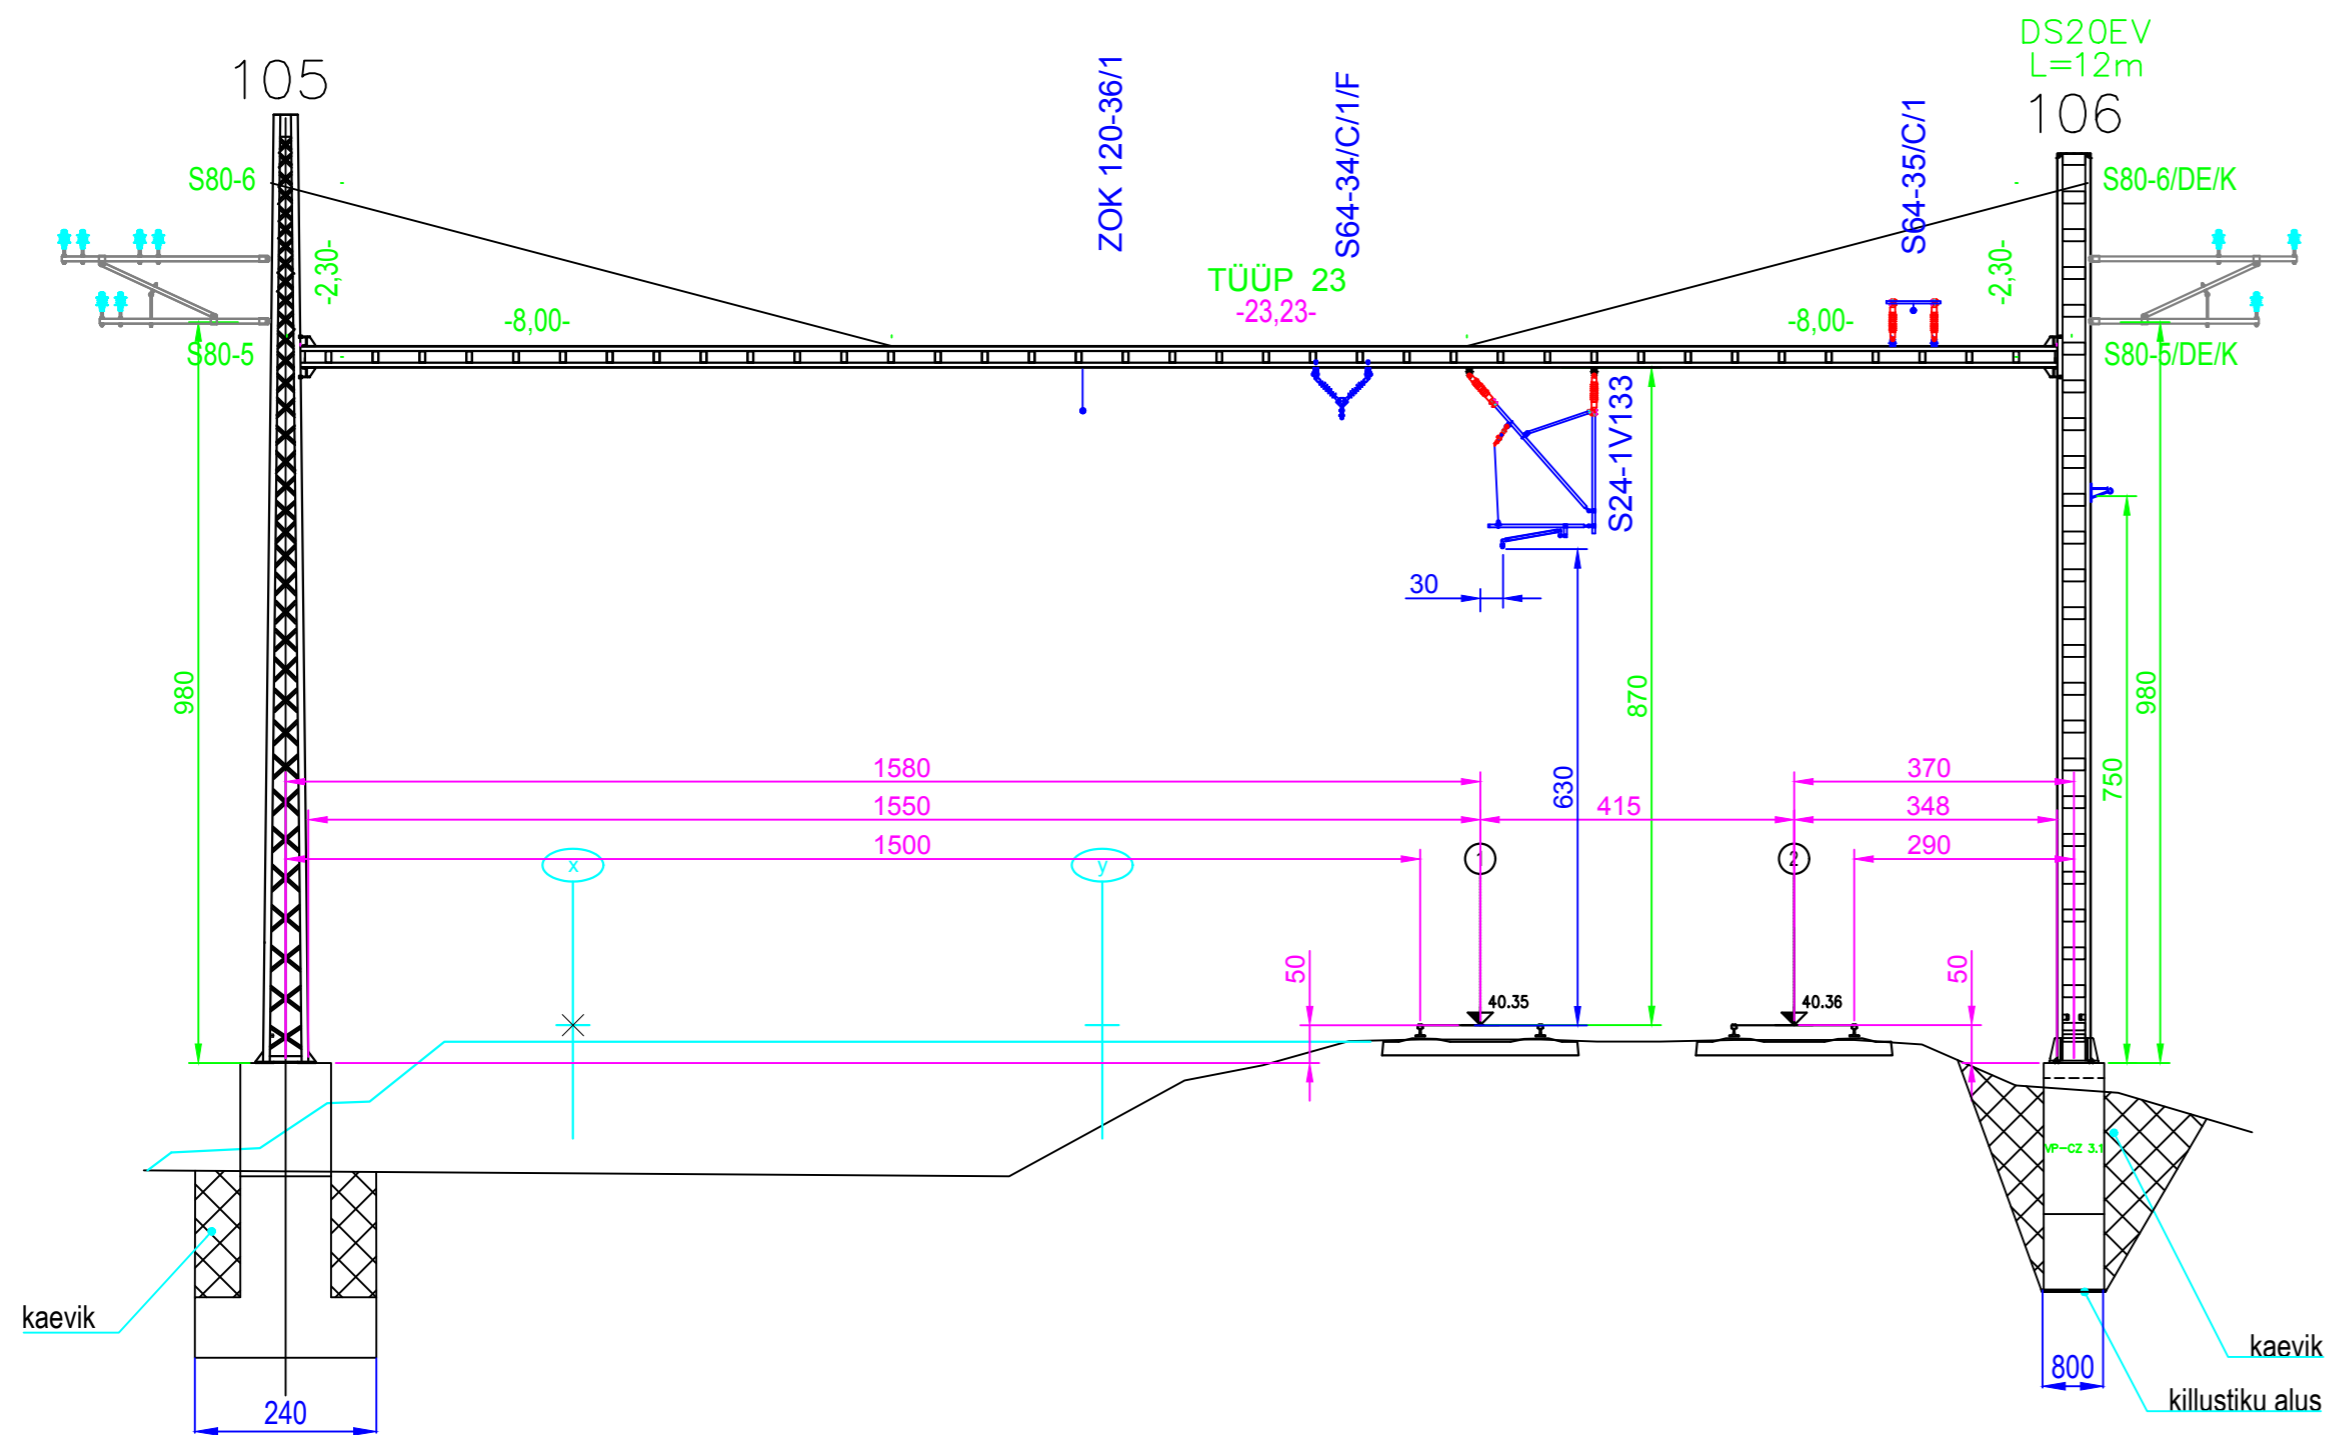 DS20EV
L=12m
105
106
ZOK 120-36/1
S64-34/C/1/F
S64-35/C/1
S80-6
S80-6/DE/K
-2,30-
-2,30-
TÜÜP 23
-23,23-
-8,00-
-8,00-
S80-5
S80-5/DE/K
S24-1V133
30
980
870
980
630
750
1580
370
1550
415
348
1500
290
x
y
1
2
50
50
40.35
40.36
VP-CZ 3.1
kaevik
kaevik
800
killustiku alus
240